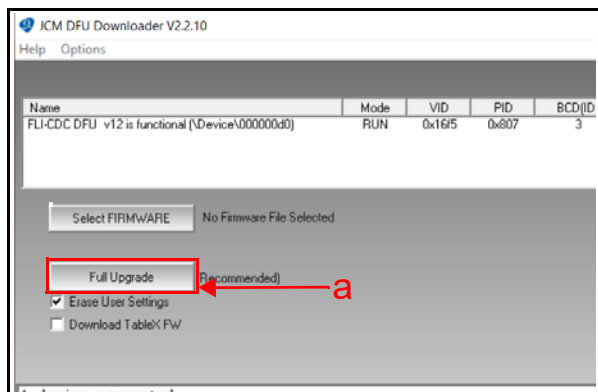 JCM DFU Downloader V2.2.10
Help Options
Name Mode VID PID BCD(ID
FLI-CDC DFU v12 is functional (\Device\000000d0) RUN 0x16f5 0x807 3
Select FIRMWARE No Firmware File Selected
Full Upgrade (Recommended) a
Erase User Settings
Download TableX FW